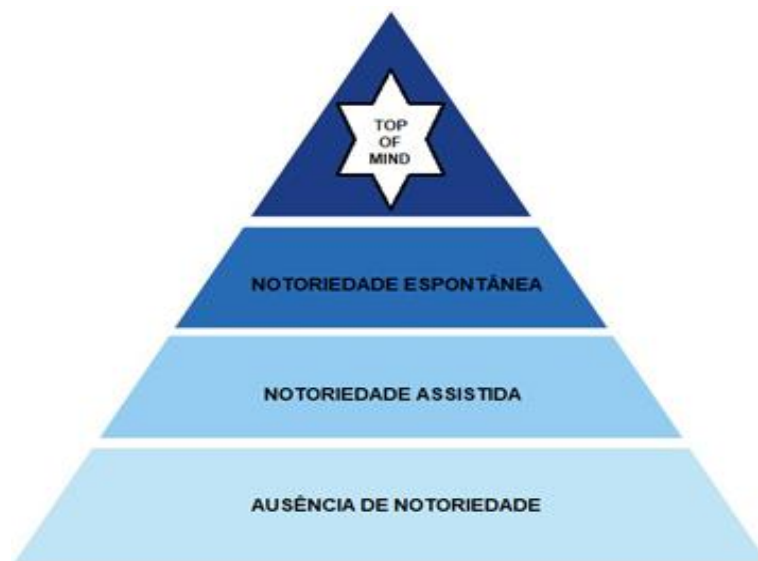 TOP
OF
MIND
NOTORIEDADE ESPONTÂNEA
NOTORIEDADE ASSISTIDA
AUSÊNCIA DE NOTORIEDADE